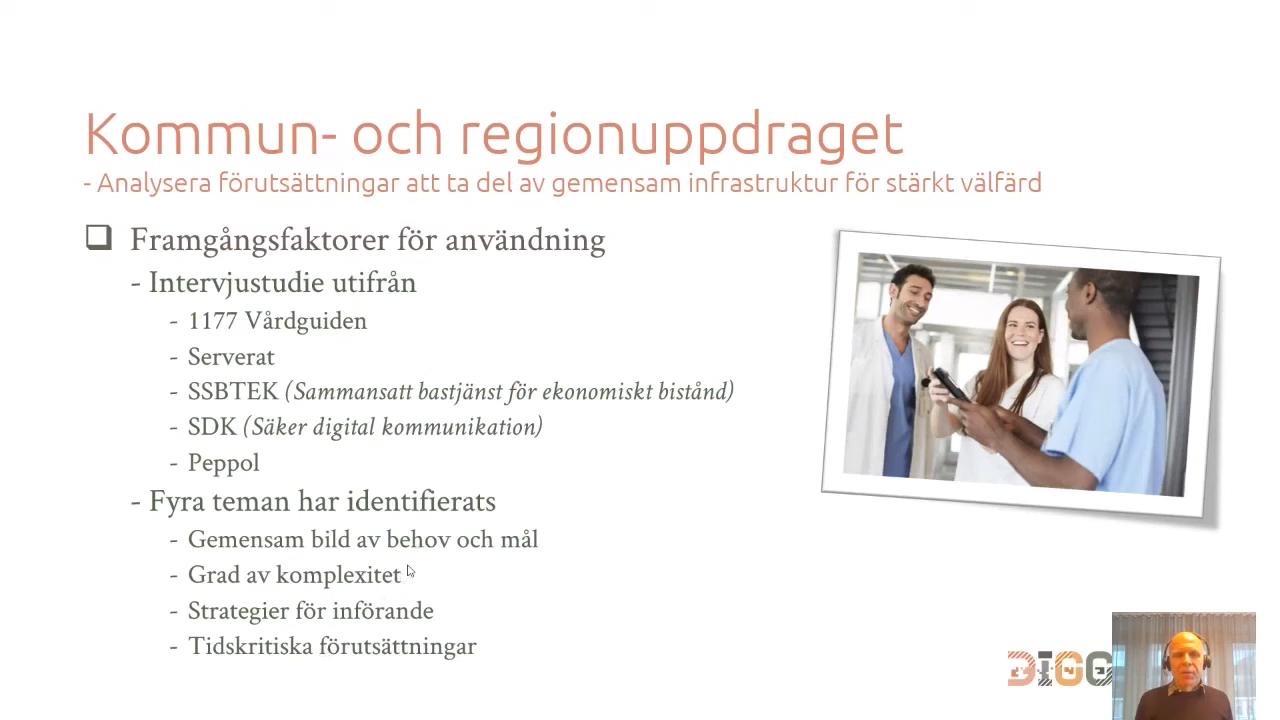 Kommun- och regionuppdraget
- Analysera förutsättningar att ta del av gemensam infrastruktur för stärkt välfärd
❑ Framgångsfaktorer för användning
- Intervjustudie utifrån
- 1177 Vårdguiden
- Serverat
- SSBTEK (Sammansatt bastjänst för ekonomiskt bistånd)
- SDK (Säker digital kommunikation)
- Peppol
- Fyra teman har identifierats
- Gemensam bild av behov och mål
- Grad av komplexitet
- Strategier för införande
- Tidskritiska förutsättningar
DIGG